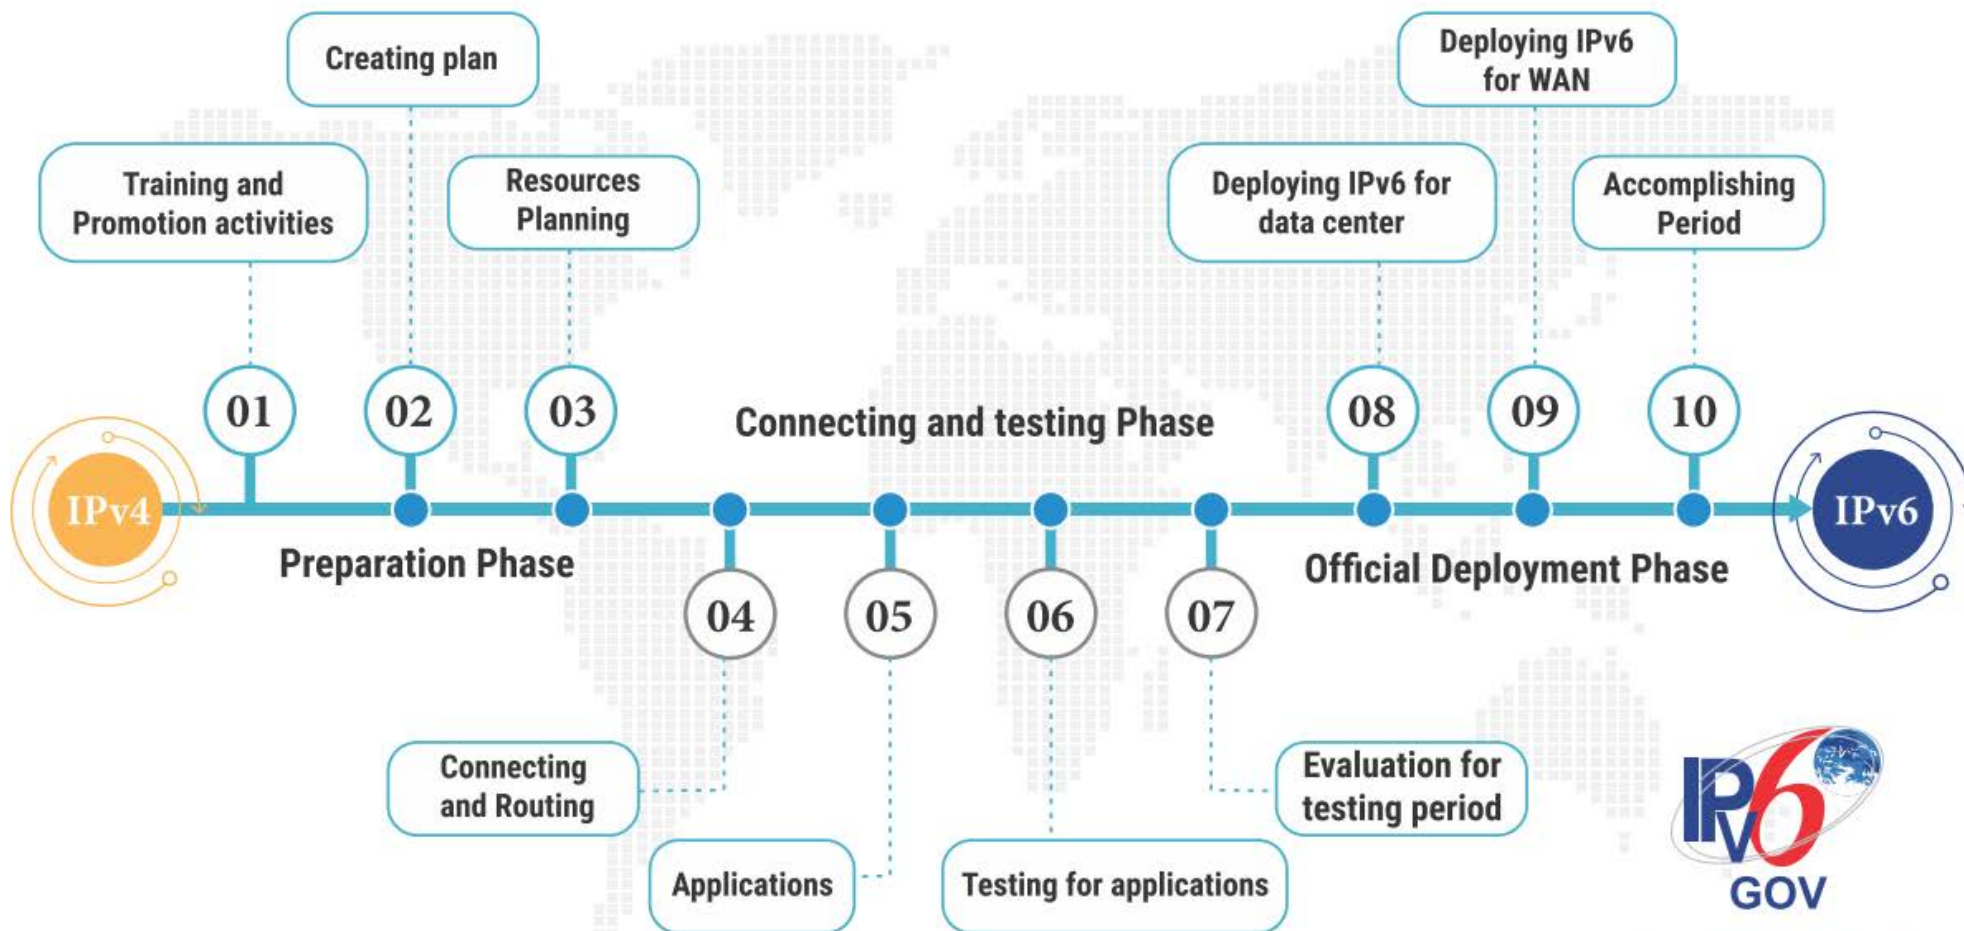 Creating plan
Deploying IPv6
for WAN
Training and
Promotion activities
Resources
Planning
Deploying IPv6 for
data center
Accomplishing
Period
01
02
03
Connecting and testing Phase
08
09
10
IPv4
IPv6
Preparation Phase
Official Deployment Phase
04
05
06
07
Connecting
and Routing
Evaluation for
testing period
Applications
Testing for applications
IPV6
GOV